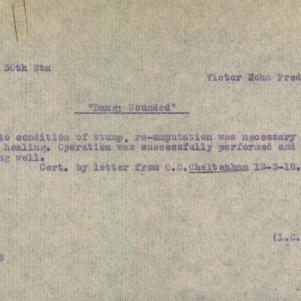 50th Btn
Victor John Fred
"Dang: Wounded"
to condition of stump, re-amputation was necessary
healing. Operation was successfully performed and
ng well.
Cert. by letter from O.C.Cheltenham 13-3-18.
(L.C.
8